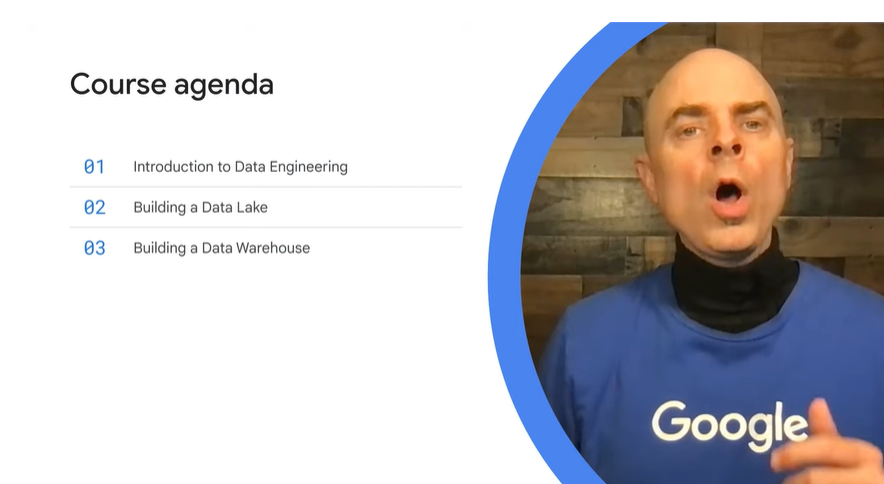 Course agenda
01 Introduction to Data Engineering
02 Building a Data Lake
03 Building a Data Warehouse
Google